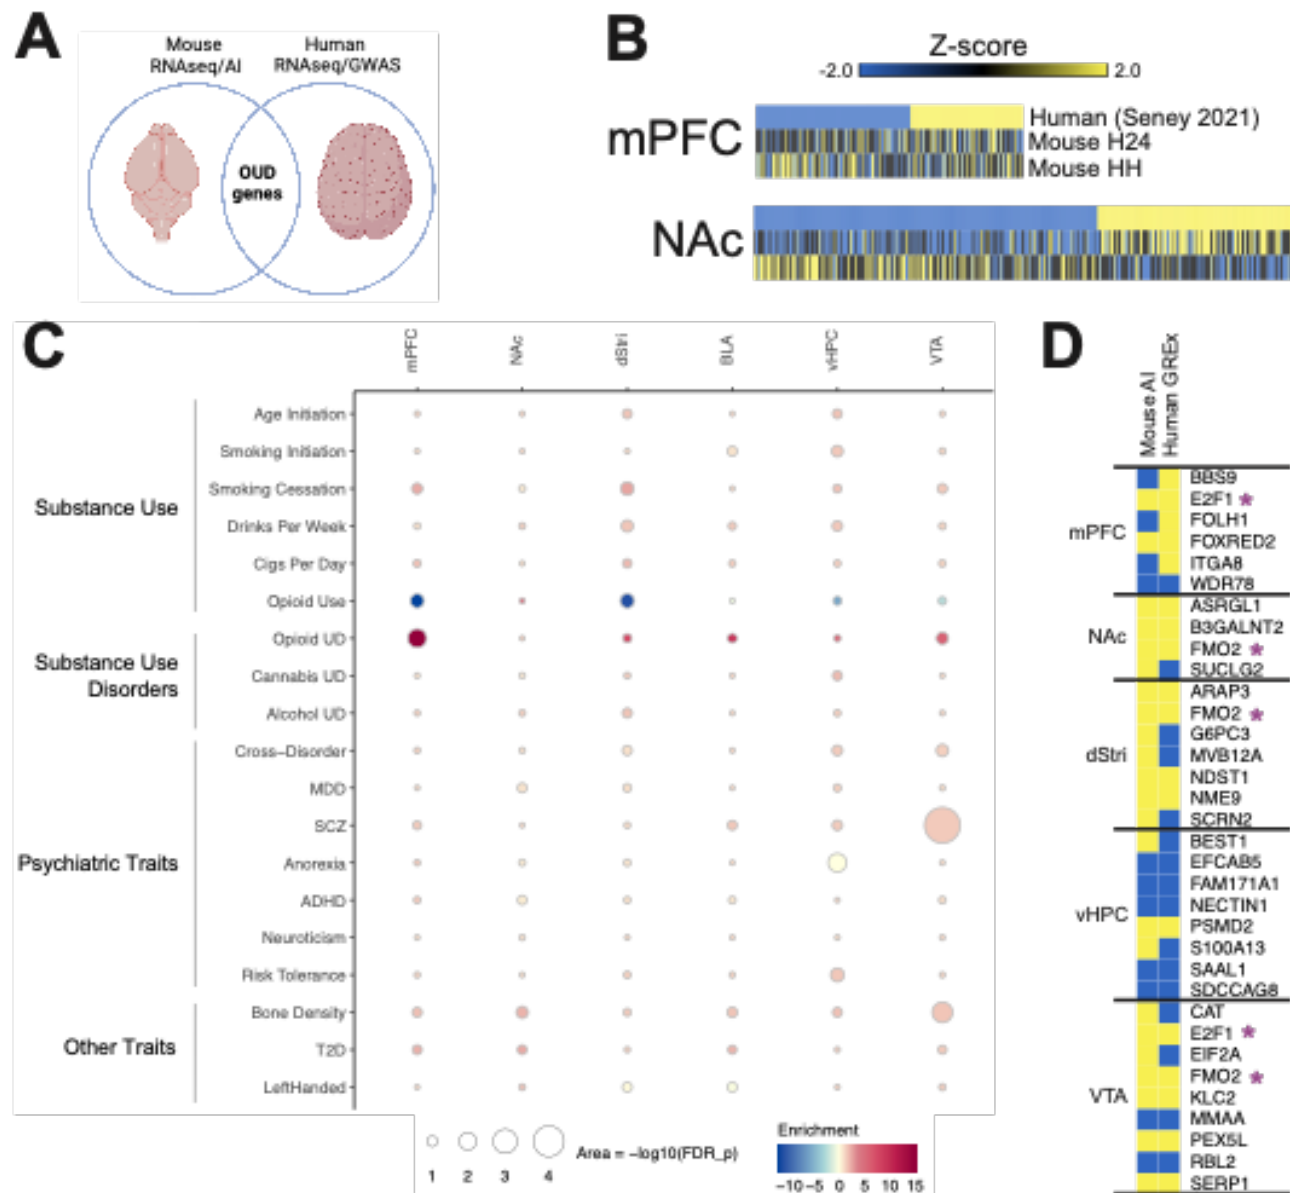 A
Mouse
RNAseq/AI
Human
RNAseq/GWAS
OUD
genes
B
Z-score
-2.0
2.0
mPFC
Human (Seney 2021)
Mouse H24
Mouse HH
NAc
C
mPFC
NAc
dStri
BLA
vHPC
VTA
Substance Use
Age Initiation
Smoking Initiation
Smoking Cessation
Drinks Per Week
Cigs Per Day
Opioid Use
Substance Use
Disorders
Opioid UD
Cannabis UD
Alcohol UD
Psychiatric Traits
Cross-Disorder
MDD
SCZ
Anorexia
ADHD
Neuroticism
Risk Tolerance
Other Traits
Bone Density
T2D
LeftHanded
1 2 3 4
Area = -log10(FDR_p)
Enrichment
-10 -5 0 5 10 15
D
Mouse AI
Human GREx
mPFC
BBS9
E2F1 *
FOLH1
FOXRED2
ITGA8
WDR78
NAc
ASRGL1
B3GALNT2
FMO2 *
SUCLG2
dStri
ARAP3
FMO2 *
G6PC3
MVB12A
NDST1
NME9
SCRN2
vHPC
BEST1
EFCAB5
FAM171A1
NECTIN1
PSMD2
S100A13
SAAL1
SDCCAG8
VTA
CAT
E2F1 *
EIF2A
FMO2 *
KLC2
MMAA
PEX5L
RBL2
SERP1